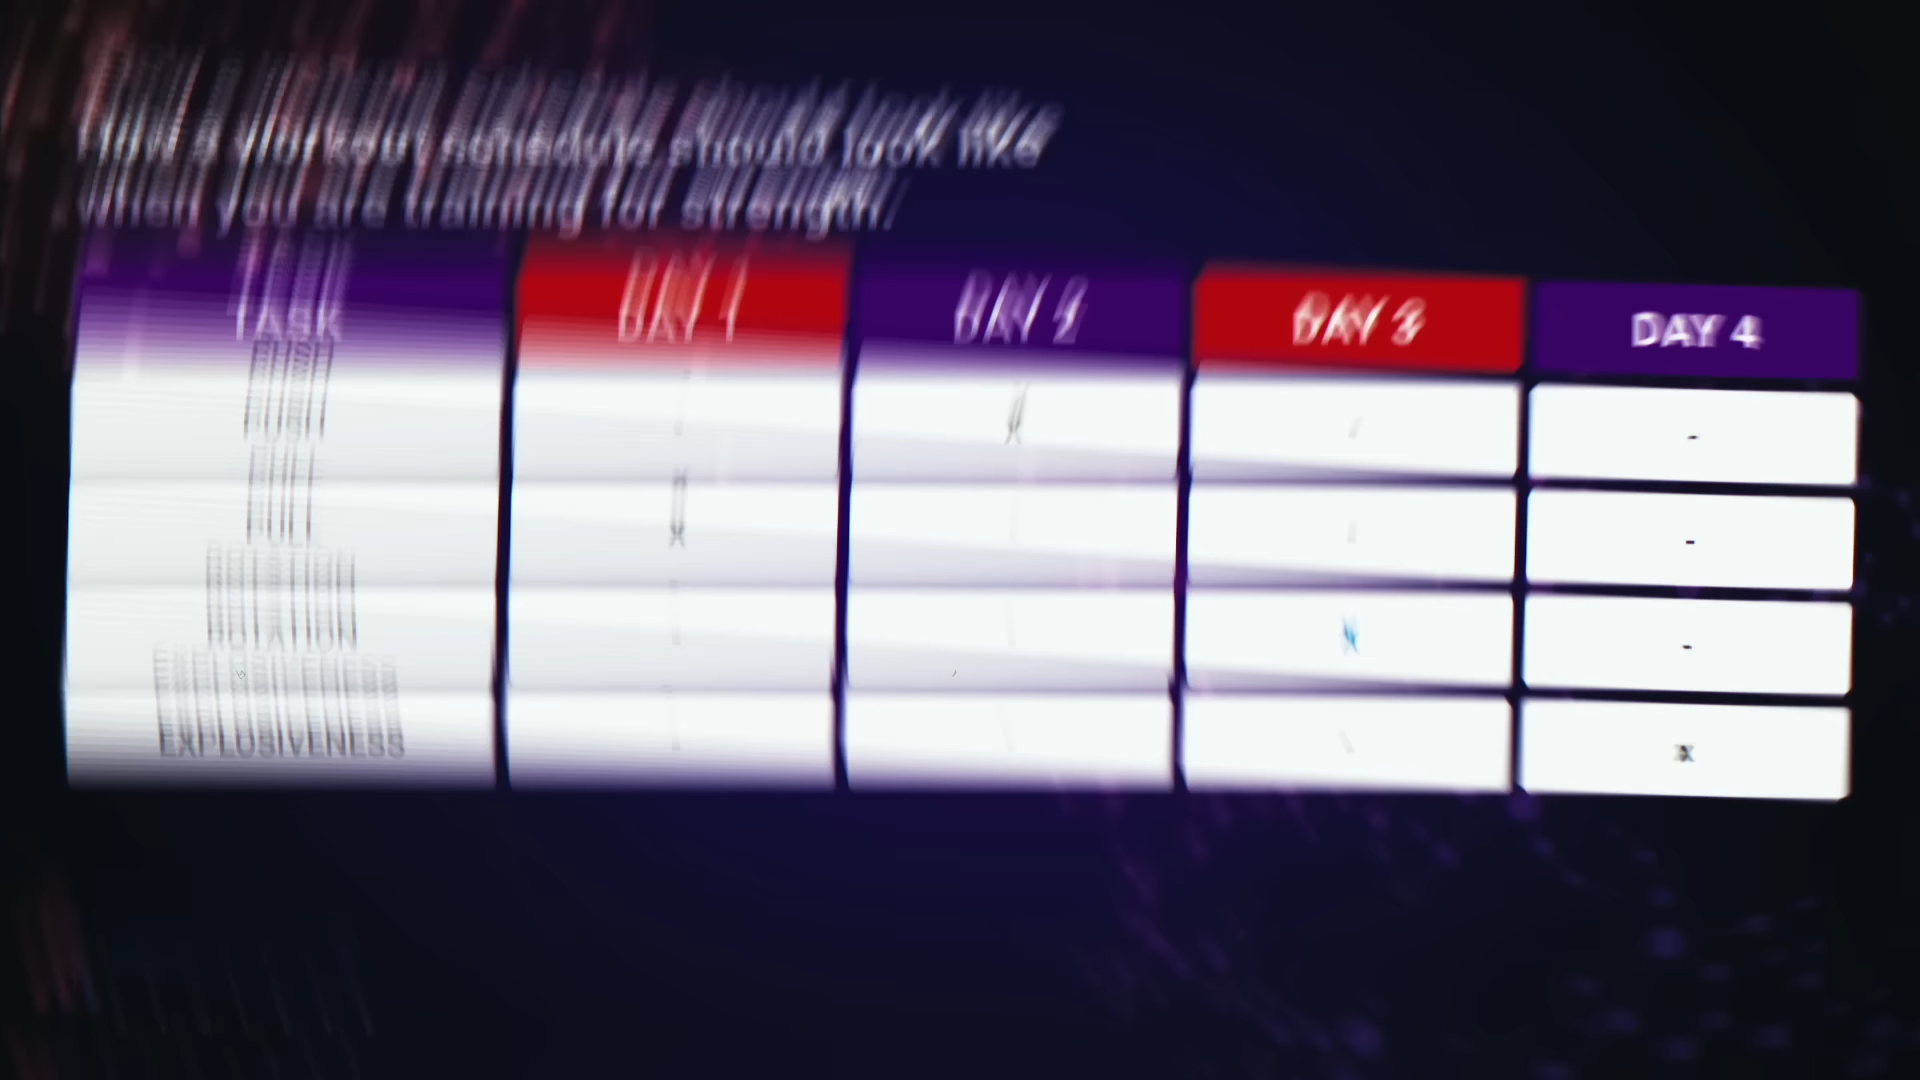 How a workout schedule should look like
when you are training for strength.
TASK DAY 1 DAY 2 DAY 3 DAY 4
PUSH - X - -
PULL X - - -
ROTATION - - X -
EXPLOSIVENESS - - - X